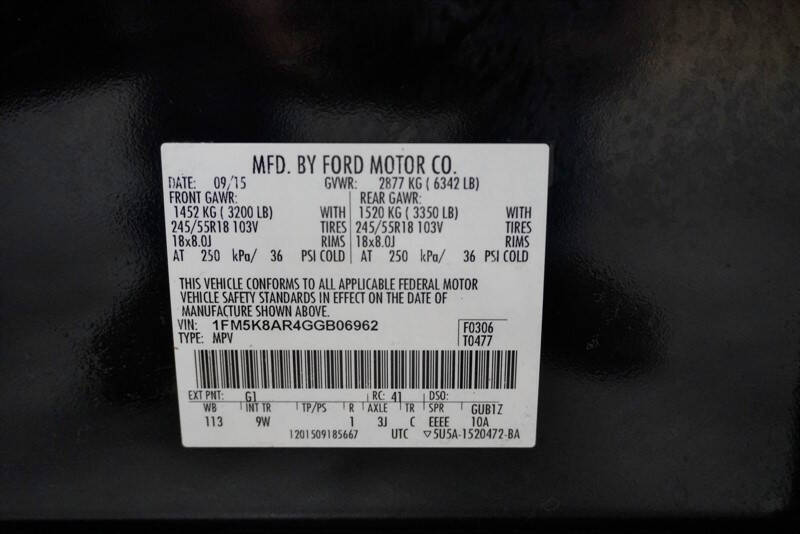 MFD. BY FORD MOTOR CO.
DATE: 09/15 GVWR: 2877 KG ( 6342 LB)
FRONT GAWR: REAR GAWR:
1452 KG ( 3200 LB) WITH 1520 KG ( 3350 LB) WITH
245/55R18 103V TIRES 245/55R18 103V TIRES
18x8.0J RIMS 18x8.0J RIMS
AT 250 kPa/ 36 PSI COLD AT 250 kPa/ 36 PSI COLD
THIS VEHICLE CONFORMS TO ALL APPLICABLE FEDERAL MOTOR
VEHICLE SAFETY STANDARDS IN EFFECT ON THE DATE OF
MANUFACTURE SHOWN ABOVE.
VIN: 1FM5K8AR4GGB06962 F0306
TYPE: MPV T0477
EXT PNT: G1 RC: 41 DSO:
WB INT TR TP/PS R AXLE TR SPR GUB1Z
113 9W 1 3J C EEEE 10A
1201509185667 UTC ▽5U5A-1520472-BA